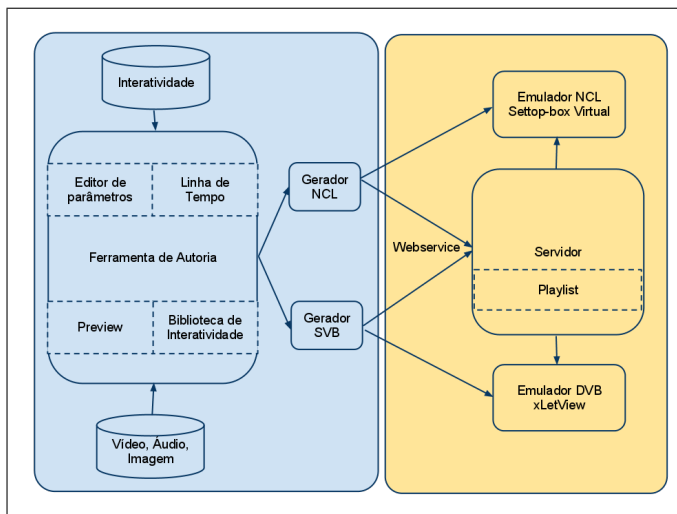 Interatividade
Editor de
parâmetros
Linha de
Tempo
Ferramenta de Autoria
Preview
Biblioteca de
Interatividade
Vídeo, Áudio,
Imagem
Gerador
NCL
Gerador
SVB
Webservice
Emulador NCL
Settop-box Virtual
Servidor
Playlist
Emulador DVB
xLetView